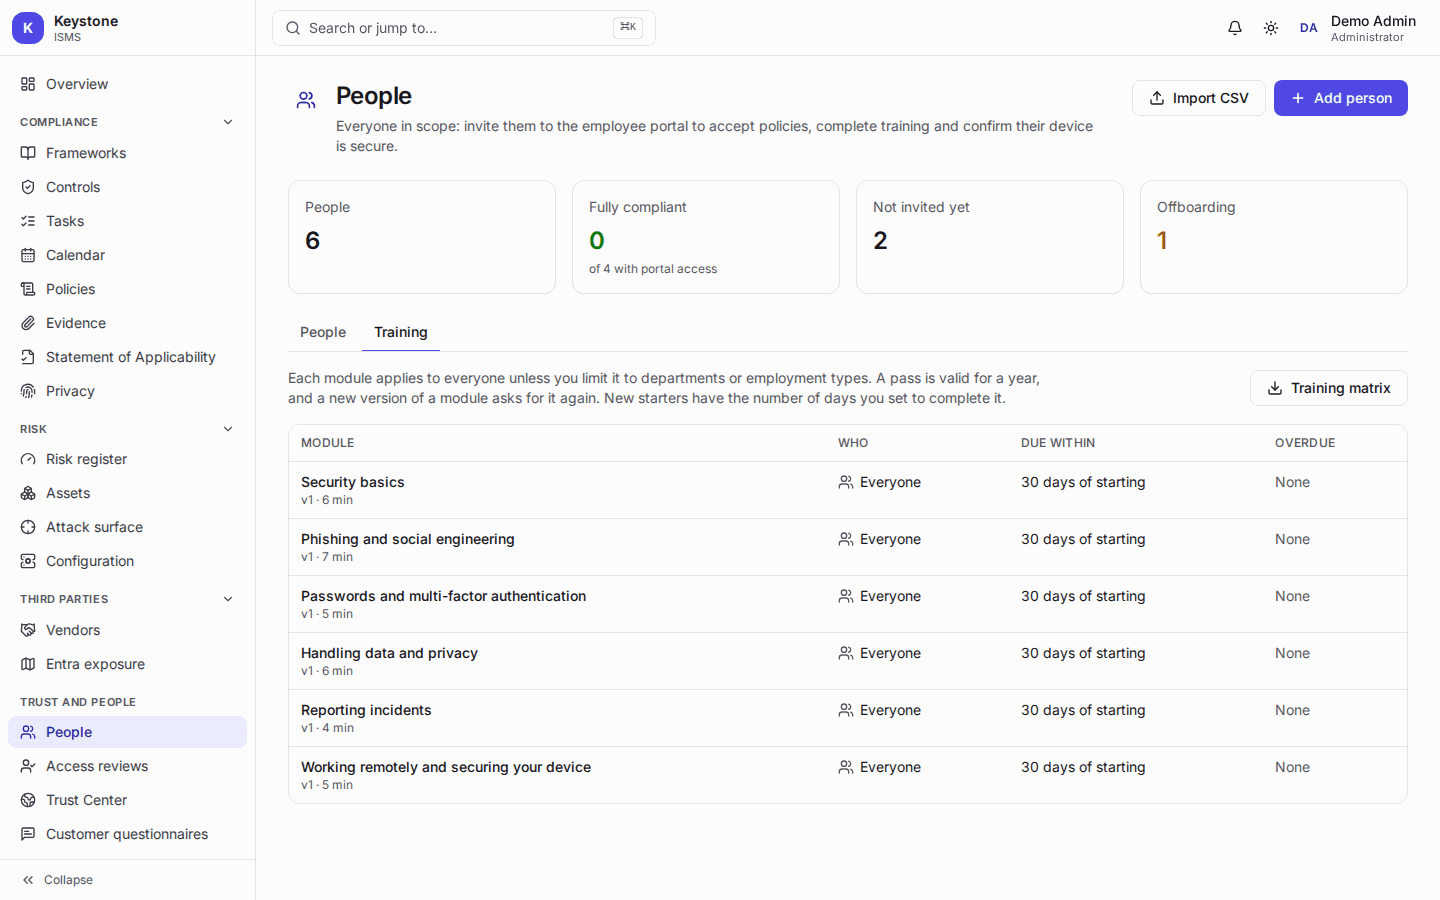 K
Keystone
ISMS
Search or jump to...
⌘K
DA
Demo Admin
Administrator
Overview
COMPLIANCE
Frameworks
Controls
Tasks
Calendar
Policies
Evidence
Statement of Applicability
Privacy
RISK
Risk register
Assets
Attack surface
Configuration
THIRD PARTIES
Vendors
Entra exposure
TRUST AND PEOPLE
People
Access reviews
Trust Center
Customer questionnaires
Collapse
People
Everyone in scope: invite them to the employee portal to accept policies, complete training and confirm their device
is secure.
Import CSV
Add person
People
6
Fully compliant
0
of 4 with portal access
Not invited yet
2
Offboarding
1
People
Training
Each module applies to everyone unless you limit it to departments or employment types. A pass is valid for a year,
and a new version of a module asks for it again. New starters have the number of days you set to complete it.
Training matrix
MODULE WHO DUE WITHIN OVERDUE
Security basics Everyone 30 days of starting None
v1 · 6 min
Phishing and social engineering Everyone 30 days of starting None
v1 · 7 min
Passwords and multi-factor authentication Everyone 30 days of starting None
v1 · 5 min
Handling data and privacy Everyone 30 days of starting None
v1 · 6 min
Reporting incidents Everyone 30 days of starting None
v1 · 4 min
Working remotely and securing your device Everyone 30 days of starting None
v1 · 5 min